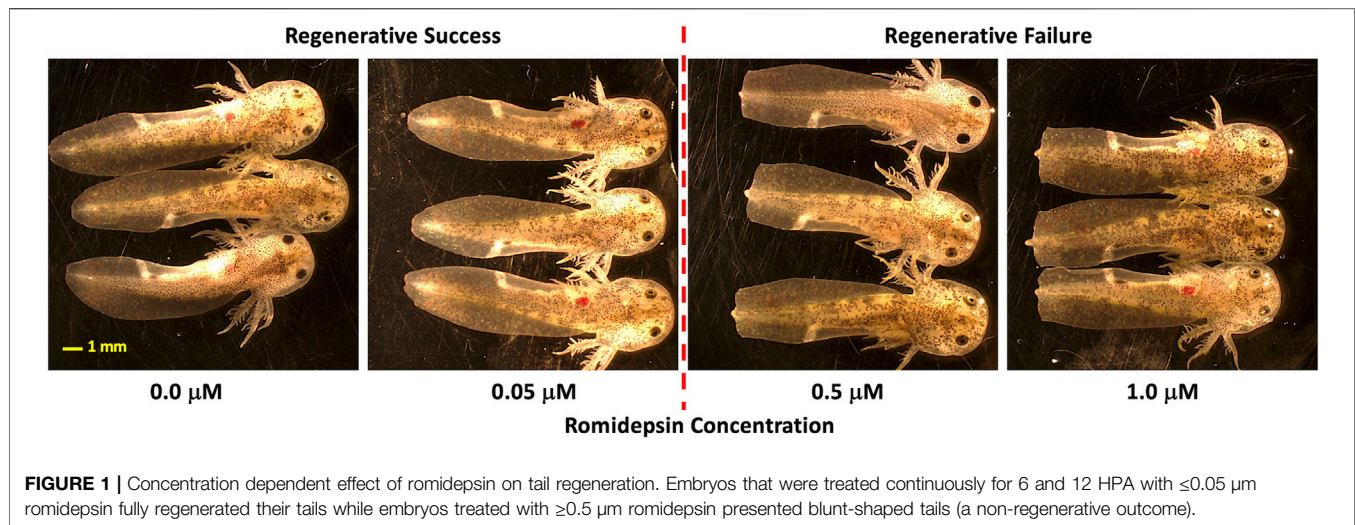 Regenerative Success
Regenerative Failure
1 mm
0.0 μM
0.05 μM
0.5 μM
1.0 μM
Romidepsin Concentration
FIGURE 1 | Concentration dependent effect of romidepsin on tail regeneration. Embryos that were treated continuously for 6 and 12 HPA with ≤0.05 μm
romidepsin fully regenerated their tails while embryos treated with ≥0.5 μm romidepsin presented blunt-shaped tails (a non-regenerative outcome).